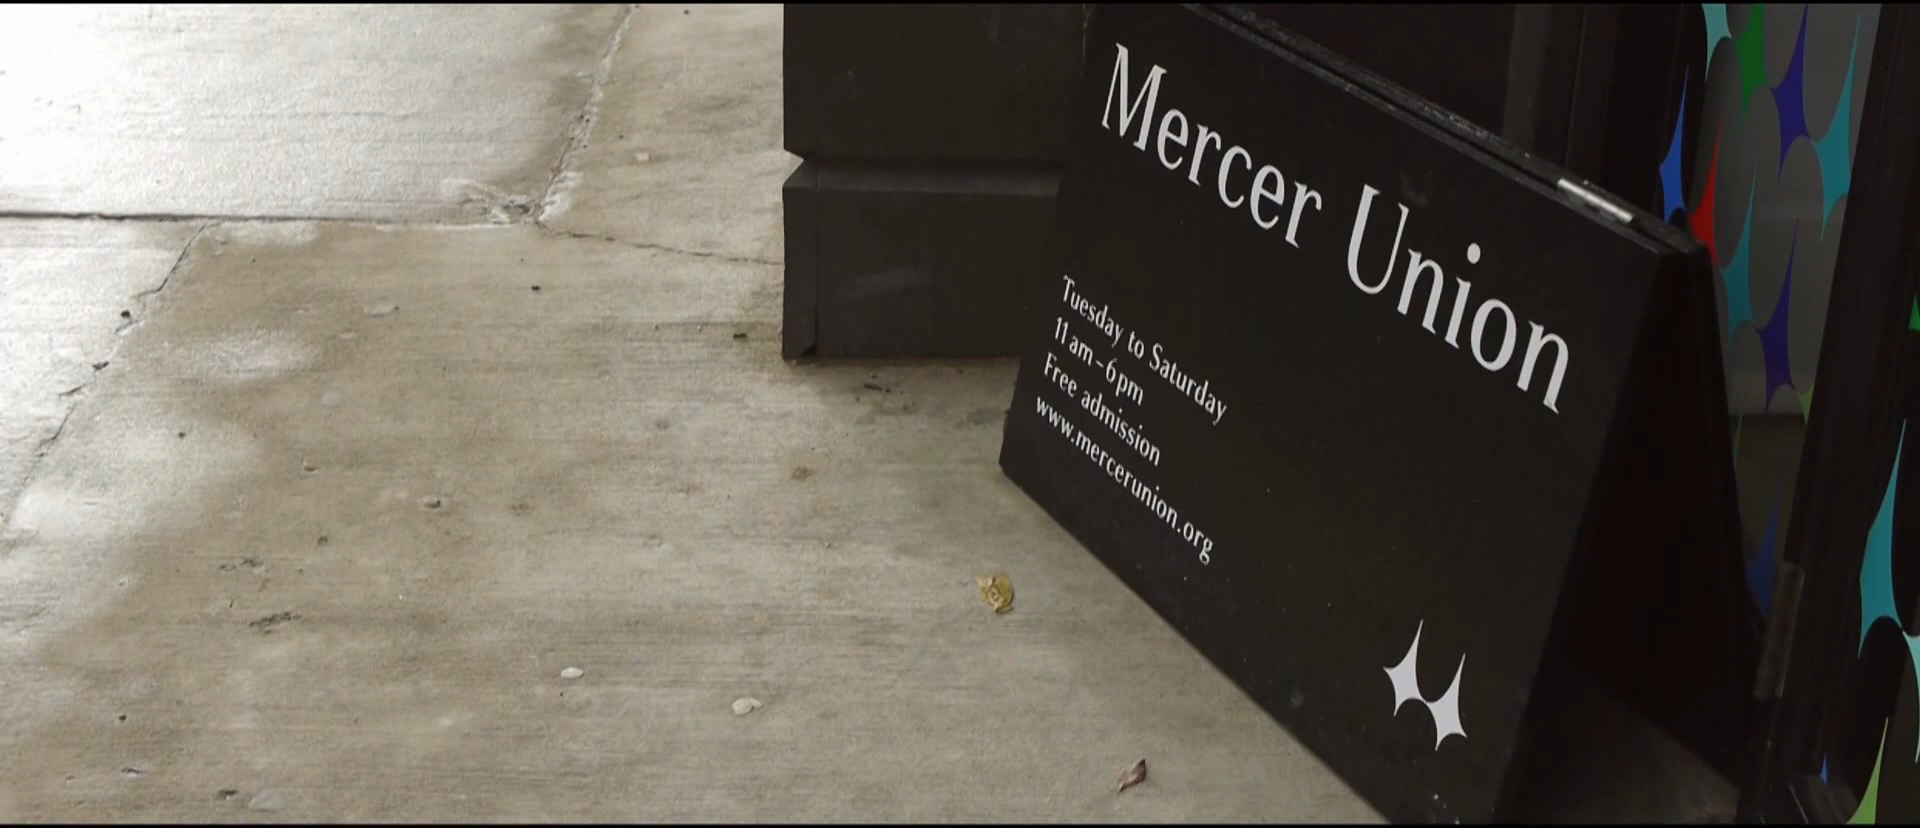 Mercer Union
Tuesday to Saturday
11 am – 6 pm
Free admission
www.mercerunion.org